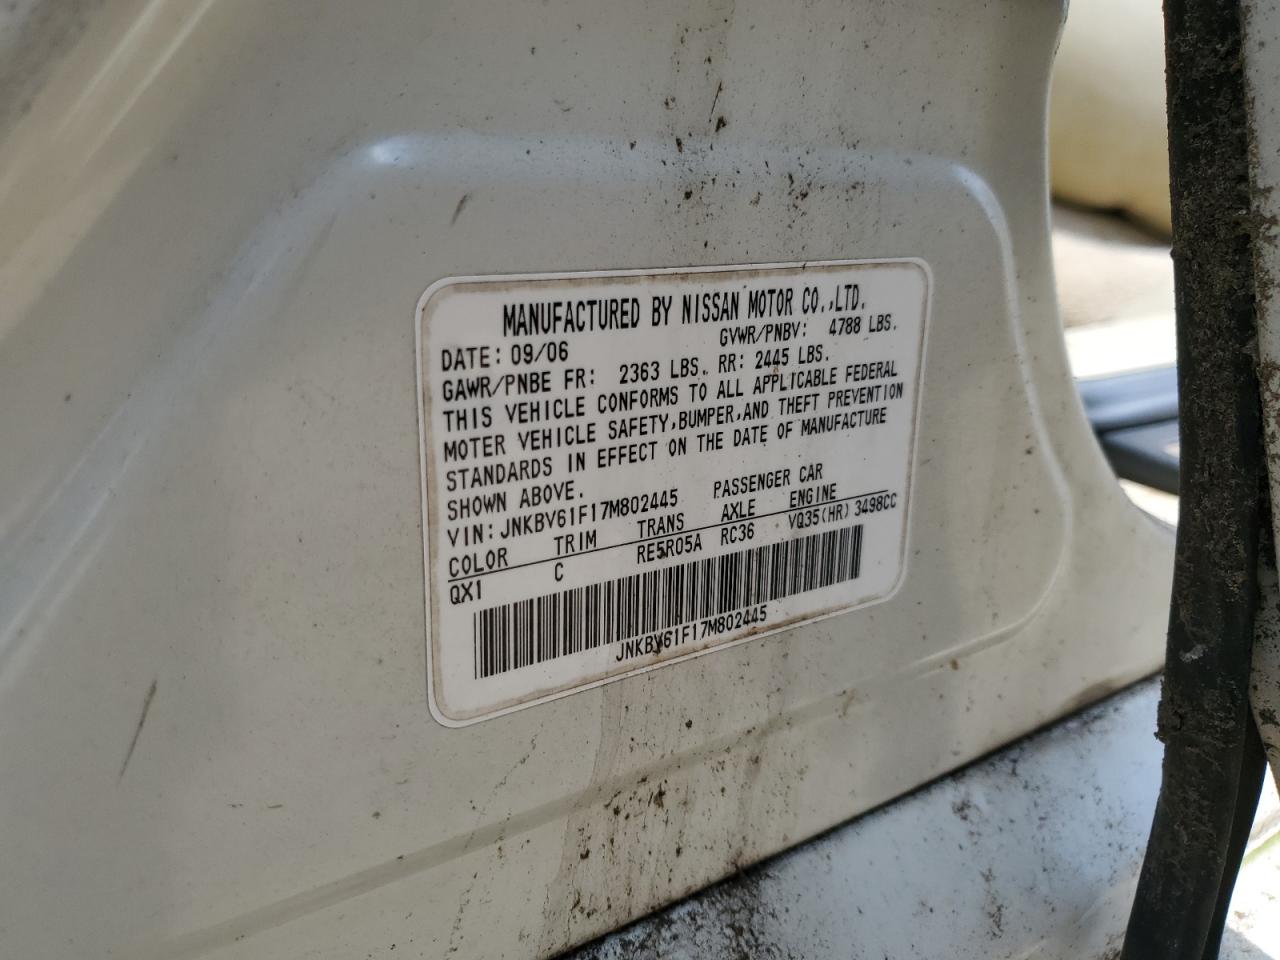 MANUFACTURED BY NISSAN MOTOR CO.,LTD.
DATE: 09/06 GVWR/PNBV: 4788 LBS.
GAWR/PNBE FR: 2363 LBS. RR: 2445 LBS.
THIS VEHICLE CONFORMS TO ALL APPLICABLE FEDERAL
MOTER VEHICLE SAFETY,BUMPER,AND THEFT PREVENTION
STANDARDS IN EFFECT ON THE DATE OF MANUFACTURE
SHOWN ABOVE.
VIN: JNKBV61F17M802445 PASSENGER CAR
COLOR TRIM TRANS AXLE ENGINE
QX1 C RE5R05A RC36 VQ35(HR) 3498CC
JNKBV61F17M802445